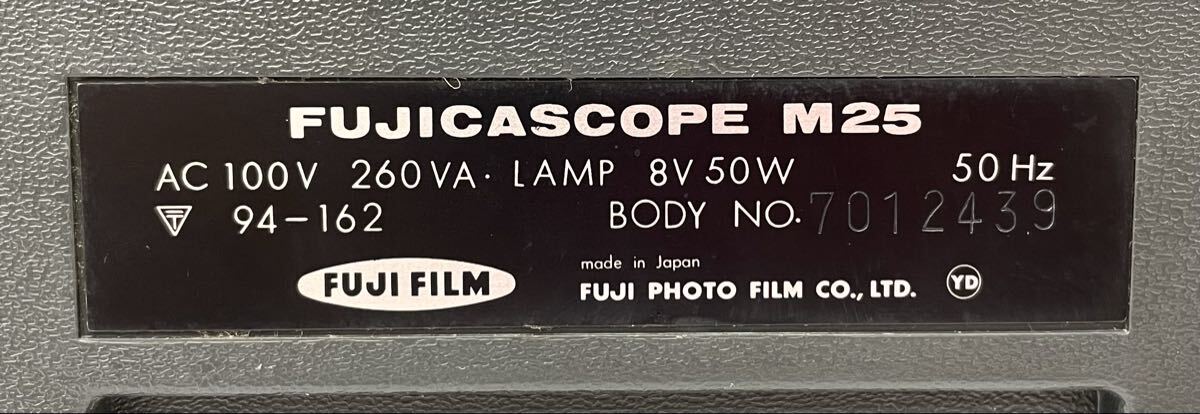 FUJICASCOPE M25
AC 100V 260VA · LAMP 8V 50W 50 Hz
T 94-162 BODY NO. 7012439
FUJI FILM
made in Japan
FUJI PHOTO FILM CO., LTD. YD